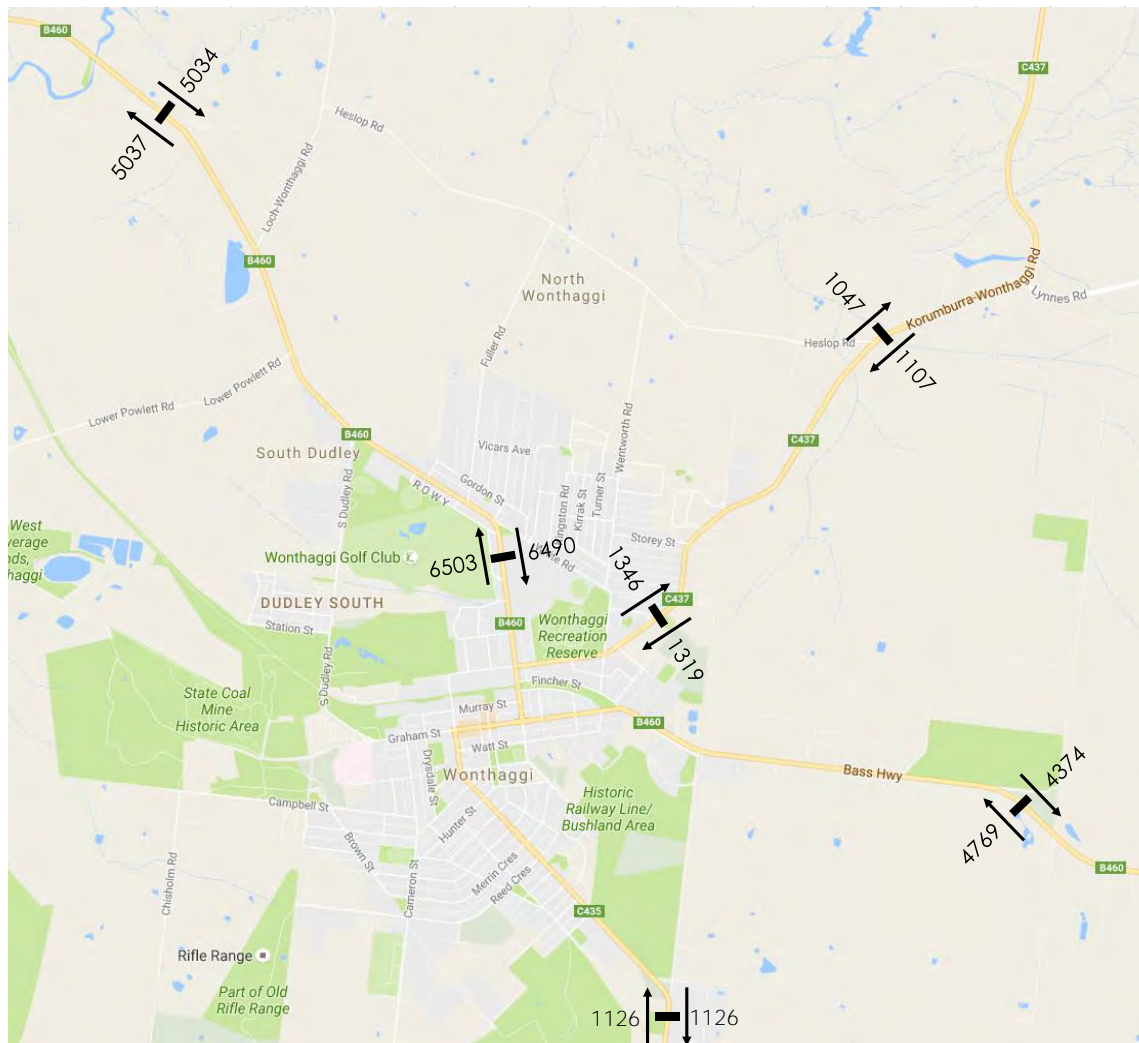 B460
5034
C437
5037
Heslop Rd
Loch-Wonthaggi Rd
B460
North
Wonthaggi
Korumburra-Wonthaggi Rd
Lynnes Rd
1047
Heslop Rd
1107
Fuller Rd
Lower Powlett Rd
Lower Powlett Rd
Wentworth Rd
B460
C437
South Dudley
Vicars Ave
Gordon St
ROWY
S Dudley Rd
Kirrak St
Turner St
Storey St
West
Wonthaggi Golf Club
6503
6490
1346
C437
DUDLEY SOUTH
Station St
B460
Wonthaggi
Recreation
Reserve
1319
S Dudley Rd
Fincher St
State Coal
Mine
Historic Area
Murray St
Graham St
B460
Watt St
Drysdale St
Wonthaggi
Bass Hwy
4374
Historic
Railway Line/
Bushland Area
Campbell St
Hunter St
4769
Brown St
Merrin Cres
Reed Cres
B460
Chisholm Rd
Cameron St
C435
Rifle Range
Part of Old
Rifle Range
1126
1126